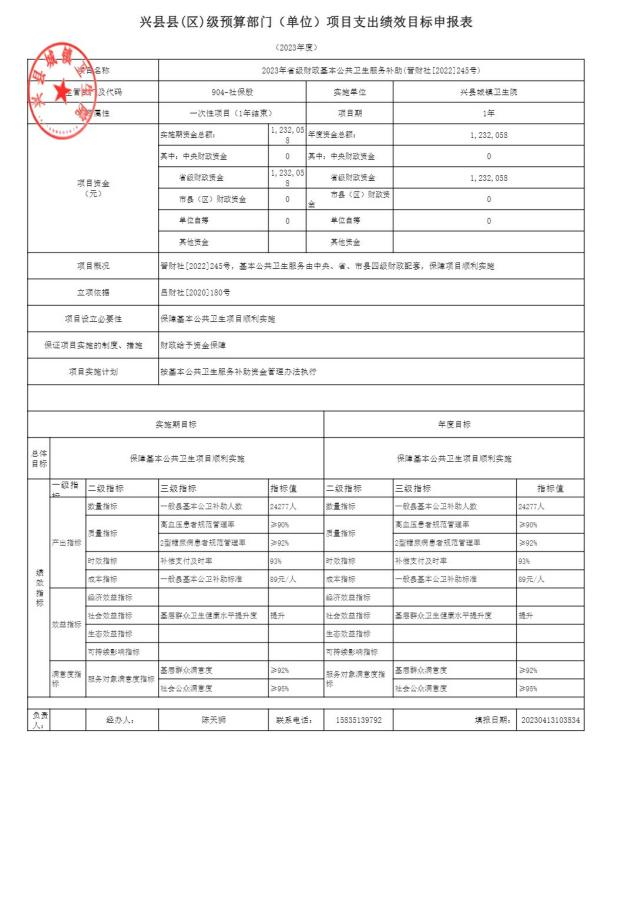 兴县县(区)级预算部门（单位）项目支出绩效目标申报表
（2023年度）
项目名称 2023年省级财政基本公共卫生服务补助(晋财社[2022]245号)
主管 及代码 904-社保股 实施单位 兴县城镇卫生院
属性 一次性项目（1年结束） 项目期 1年
项目资金（元） 实施期资金总额： 1,232,058 年度资金总额： 1,232,058
其中：中央财政资金 0 其中：中央财政资金 0
省级财政资金 1,232,058 省级财政资金 1,232,058
市县（区）财政资金 0 市县（区）财政资金 0
单位自筹 0 单位自筹 0
其他资金 其他资金
项目概况 晋财社[2022]245号，基本公共卫生服务由中央、省、市县四级财政配套，保障项目顺利实施
立项依据 吕财社[2020]180号
项目设立必要性 保障基本公共卫生项目顺利实施
保证项目实施的制度、措施 财政给予资金保障
项目实施计划 按基本公共卫生服务补助资金管理办法执行
实施期目标 年度目标
总体目标 保障基本公共卫生项目顺利实施 保障基本公共卫生项目顺利实施
绩效指标 一级指标 二级指标 三级指标 指标值 二级指标 三级指标 指标值
产出指标 数量指标 一般县基本公卫补助人数 24277人 数量指标 一般县基本公卫补助人数 24277人
质量指标 高血压患者规范管理率 ≥90% 质量指标 高血压患者规范管理率 ≥90%
2型糖尿病患者规范管理率 ≥92% 2型糖尿病患者规范管理率 ≥92%
时效指标 补偿支付及时率 93% 时效指标 补偿支付及时率 93%
成本指标 一般县基本公卫补助标准 89元/人 成本指标 一般县基本公卫补助标准 89元/人
效益指标 经济效益指标 经济效益指标
社会效益指标 基层群众卫生健康水平提升度 提升 社会效益指标 基层群众卫生健康水平提升度 提升
生态效益指标 生态效益指标
可持续影响指标 可持续影响指标
满意度指标 服务对象满意度指标 基层群众满意度 ≥92% 服务对象满意度指标 基层群众满意度 ≥92%
社会公众满意度 ≥95% 社会公众满意度 ≥95%
负责人： 经办人： 陈天狮 联系电话： 15835139792 填报日期： 20230413103834